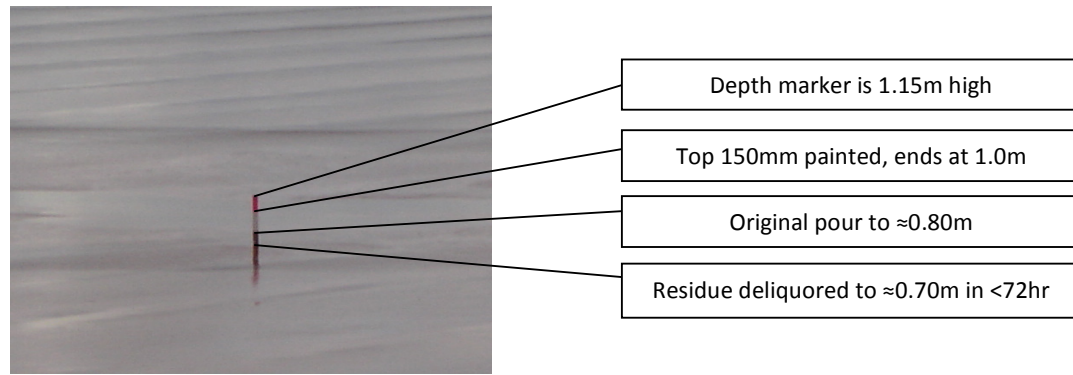 Depth marker is 1.15m high
Top 150mm painted, ends at 1.0m
Original pour to ≈0.80m
Residue deliquored to ≈0.70m in <72hr